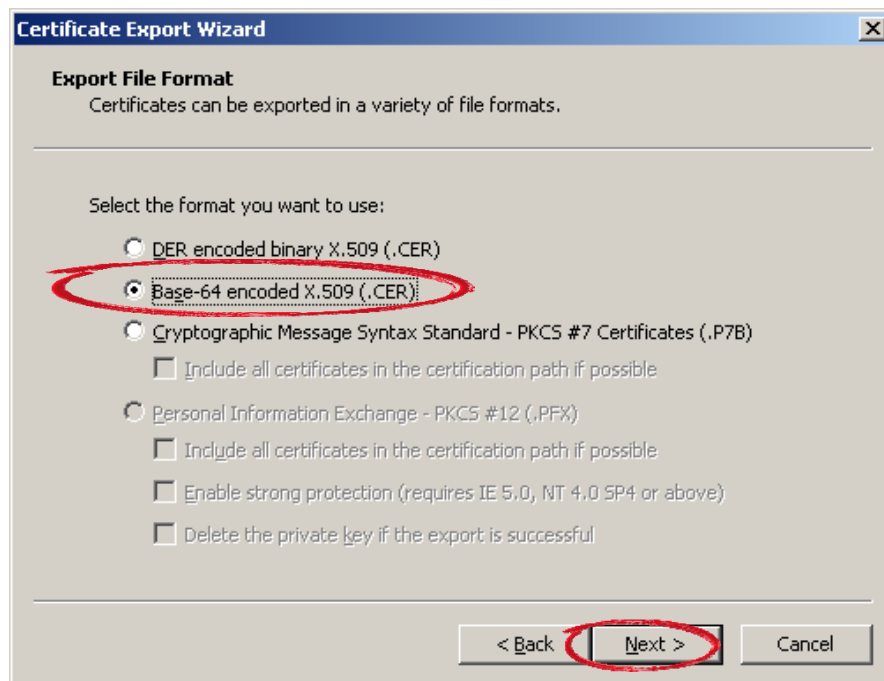 Certificate Export Wizard
Export File Format
Certificates can be exported in a variety of file formats.
Select the format you want to use:
DER encoded binary X.509 (.CER)
Base-64 encoded X.509 (.CER)
Cryptographic Message Syntax Standard - PKCS #7 Certificates (.P7B)
Include all certificates in the certification path if possible
Personal Information Exchange - PKCS #12 (.PFX)
Include all certificates in the certification path if possible
Enable strong protection (requires IE 5.0, NT 4.0 SP4 or above)
Delete the private key if the export is successful
< Back Next > Cancel